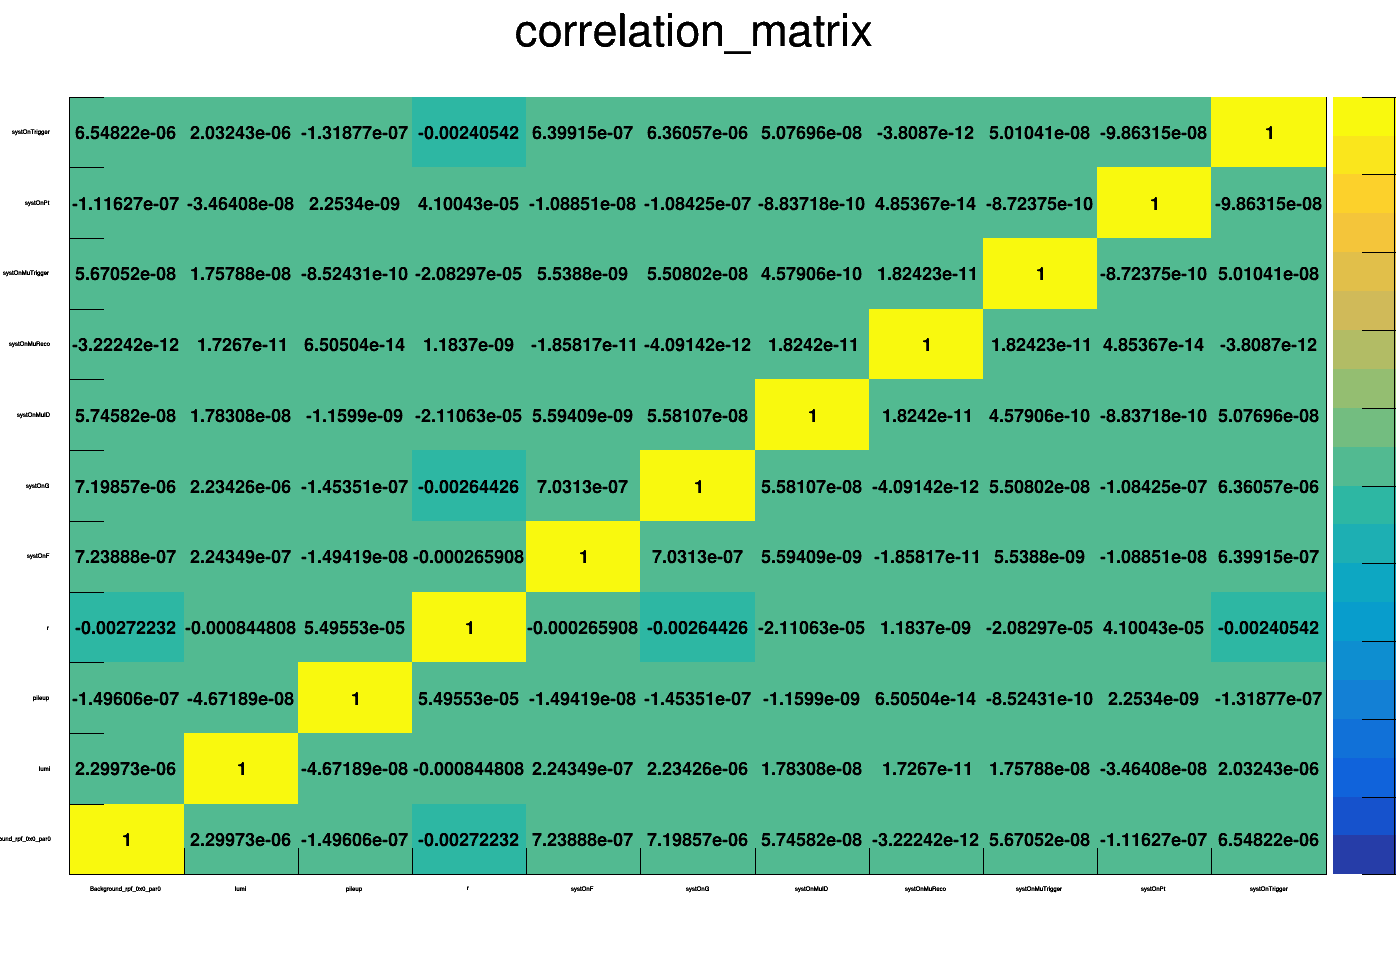 correlation_matrix
systOnTrigger 6.54822e-06 2.03243e-06 -1.31877e-07 -0.00240542 6.39915e-07 6.36057e-06 5.07696e-08 -3.8087e-12 5.01041e-08 -9.86315e-08 1
systOnPt -1.11627e-07 -3.46408e-08 2.2534e-09 4.10043e-05 -1.08851e-08 -1.08425e-07 -8.83718e-10 4.85367e-14 -8.72375e-10 1 -9.86315e-08
systOnMuTrigger 5.67052e-08 1.75788e-08 -8.52431e-10 -2.08297e-05 5.5388e-09 5.50802e-08 4.57906e-10 1.82423e-11 1 -8.72375e-10 5.01041e-08
systOnMuReco -3.22242e-12 1.7267e-11 6.50504e-14 1.1837e-09 -1.85817e-11 -4.09142e-12 1.8242e-11 1 1.82423e-11 4.85367e-14 -3.8087e-12
systOnMuID 5.74582e-08 1.78308e-08 -1.1599e-09 -2.11063e-05 5.59409e-09 5.58107e-08 1 1.8242e-11 4.57906e-10 -8.83718e-10 5.07696e-08
systOnG 7.19857e-06 2.23426e-06 -1.45351e-07 -0.00264426 7.0313e-07 1 5.58107e-08 -4.09142e-12 5.50802e-08 -1.08425e-07 6.36057e-06
systOnF 7.23888e-07 2.24349e-07 -1.49419e-08 -0.000265908 1 7.0313e-07 5.59409e-09 -1.85817e-11 5.5388e-09 -1.08851e-08 6.39915e-07
r -0.00272232 -0.000844808 5.49553e-05 1 -0.000265908 -0.00264426 -2.11063e-05 1.1837e-09 -2.08297e-05 4.10043e-05 -0.00240542
pileup -1.49606e-07 -4.67189e-08 1 5.49553e-05 -1.49419e-08 -1.45351e-07 -1.1599e-09 6.50504e-14 -8.52431e-10 2.2534e-09 -1.31877e-07
lumi 2.29973e-06 1 -4.67189e-08 -0.000844808 2.24349e-07 2.23426e-06 1.78308e-08 1.7267e-11 1.75788e-08 -3.46408e-08 2.03243e-06
ound_rpf_0x0_par0 1 2.29973e-06 -1.49606e-07 -0.00272232 7.23888e-07 7.19857e-06 5.74582e-08 -3.22242e-12 5.67052e-08 -1.11627e-07 6.54822e-06
Background_rpf_0x0_par0 lumi pileup r systOnF systOnG systOnMuID systOnMuReco systOnMuTrigger systOnPt systOnTrigger